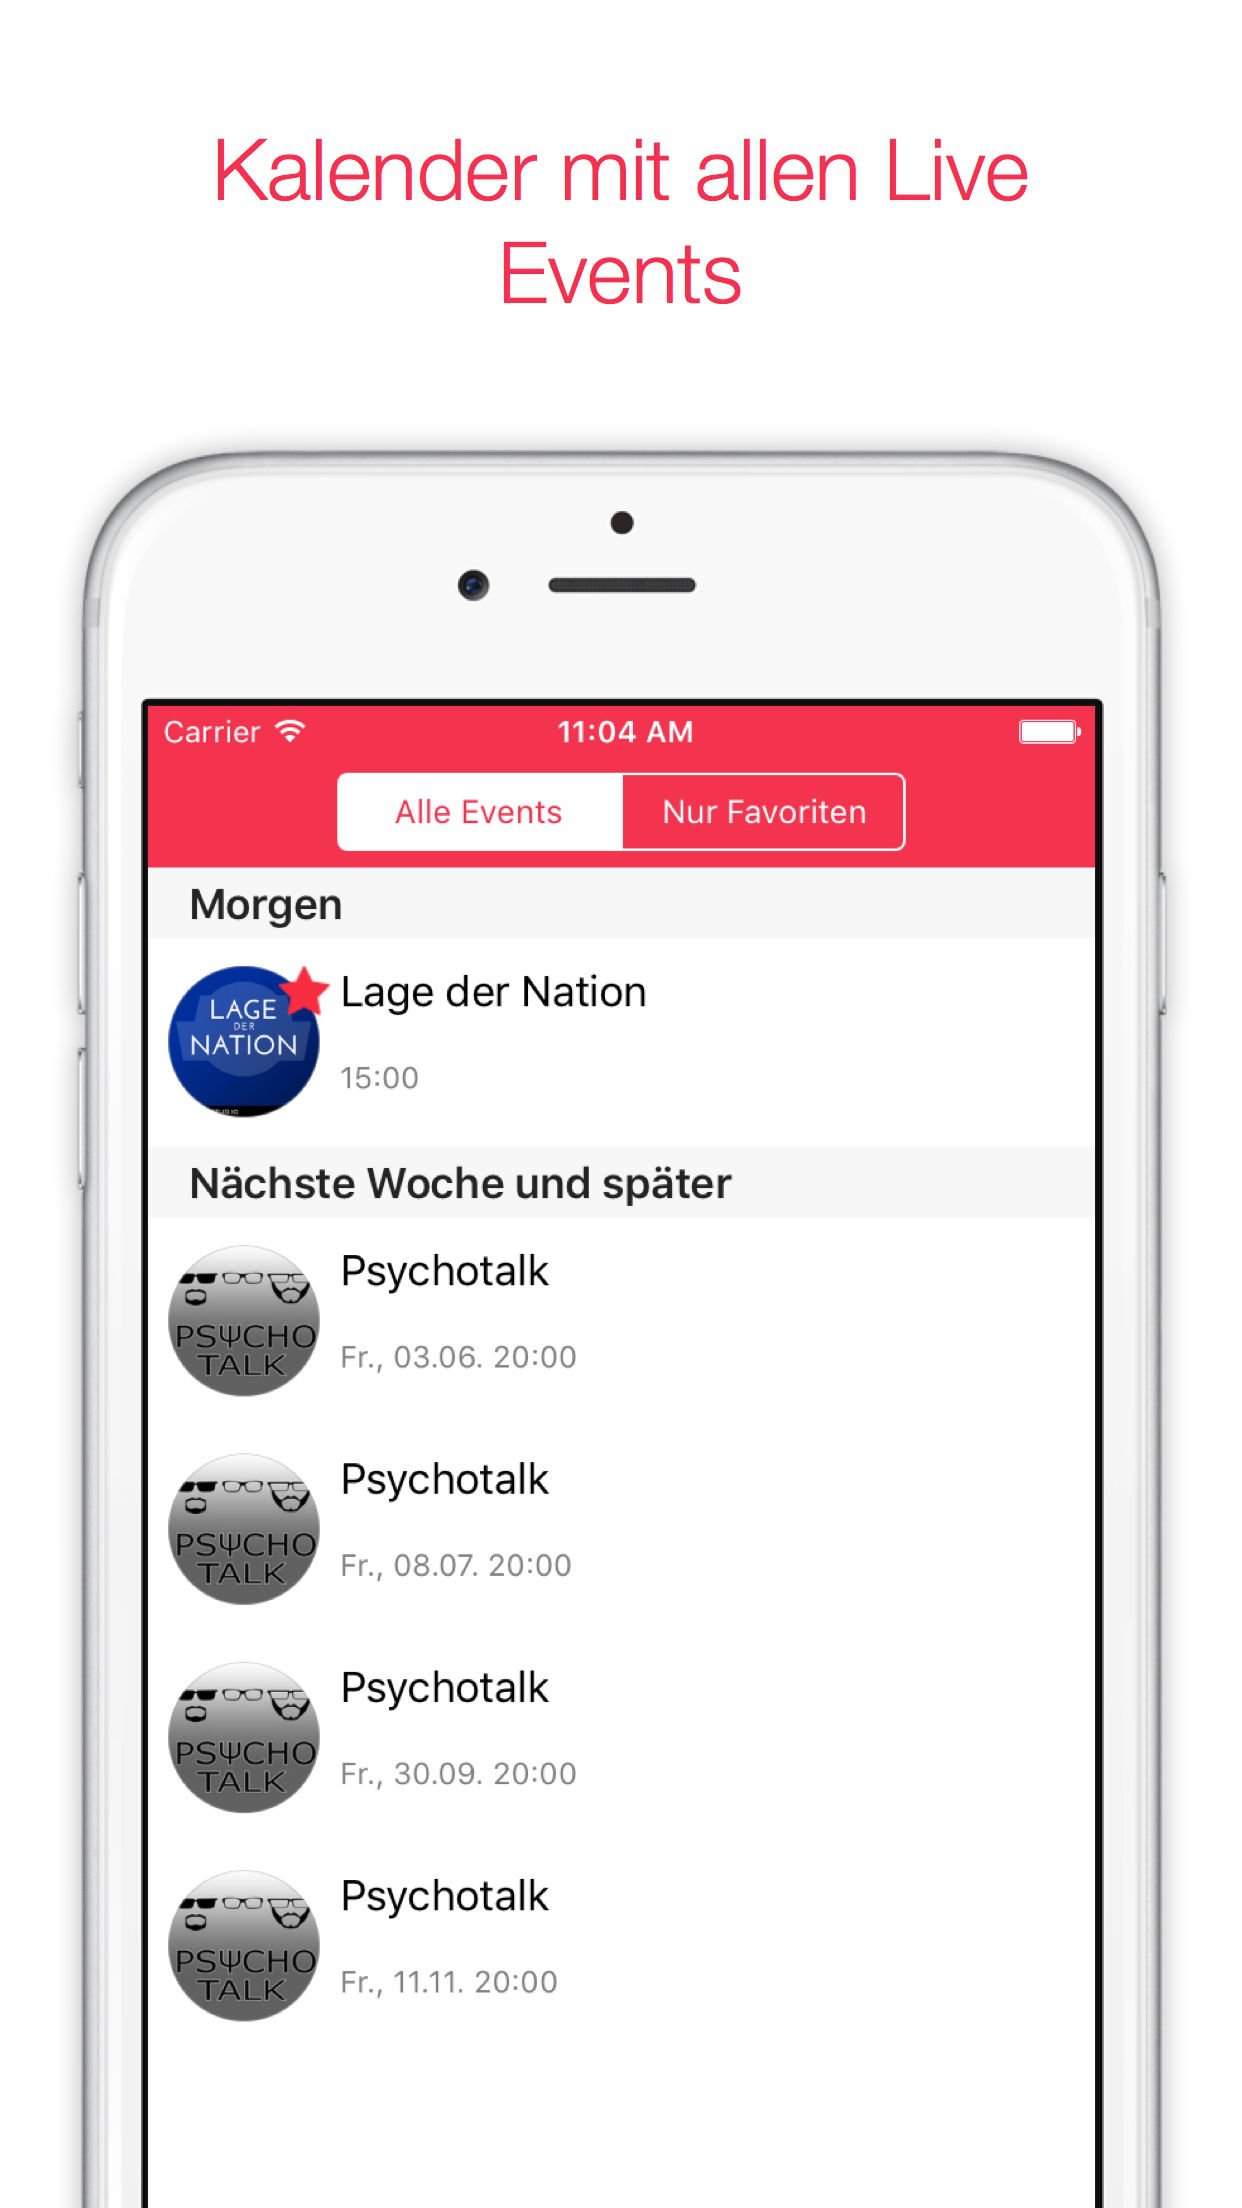 Kalender mit allen Live
Events
Carrier
11:04 AM
Alle Events
Nur Favoriten
Morgen
LAGE
DER
NATION
Lage der Nation
15:00
Nächste Woche und später
PSΨCHO
TALK
Psychotalk
Fr., 03.06. 20:00
PSΨCHO
TALK
Psychotalk
Fr., 08.07. 20:00
PSΨCHO
TALK
Psychotalk
Fr., 30.09. 20:00
PSΨCHO
TALK
Psychotalk
Fr., 11.11. 20:00